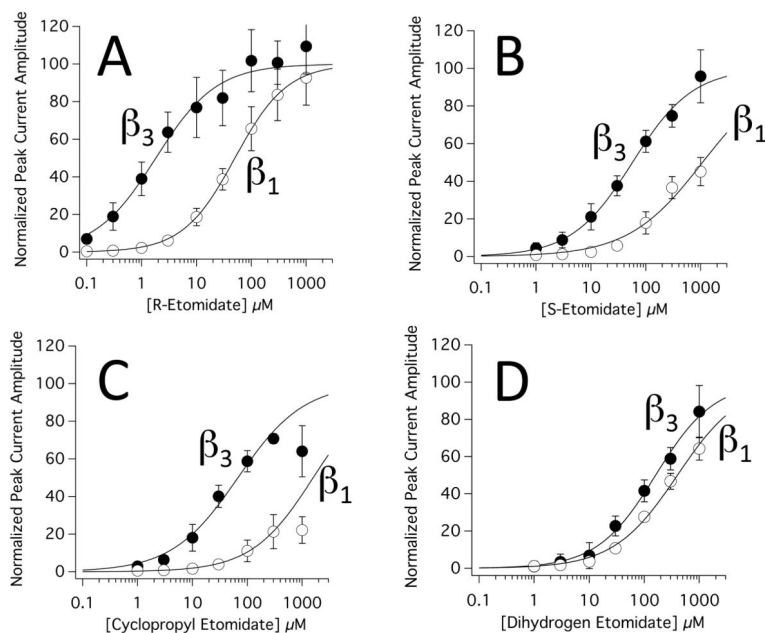 A
120
100
80
60
40
20
0
Normalized Peak Current Amplitude
β3
β1
0.1 1 10 100 1000
[R-Etomidate] µM
B
120
100
80
60
40
20
0
Normalized Peak Current Amplitude
β3
β1
0.1 1 10 100 1000
[S-Etomidate] µM
C
120
100
80
60
40
20
0
Normalized Peak Current Amplitude
β3
β1
0.1 1 10 100 1000
[Cyclopropyl Etomidate] µM
D
120
100
80
60
40
20
0
Normalized Peak Current Amplitude
β3
β1
0.1 1 10 100 1000
[Dihydrogen Etomidate] µM